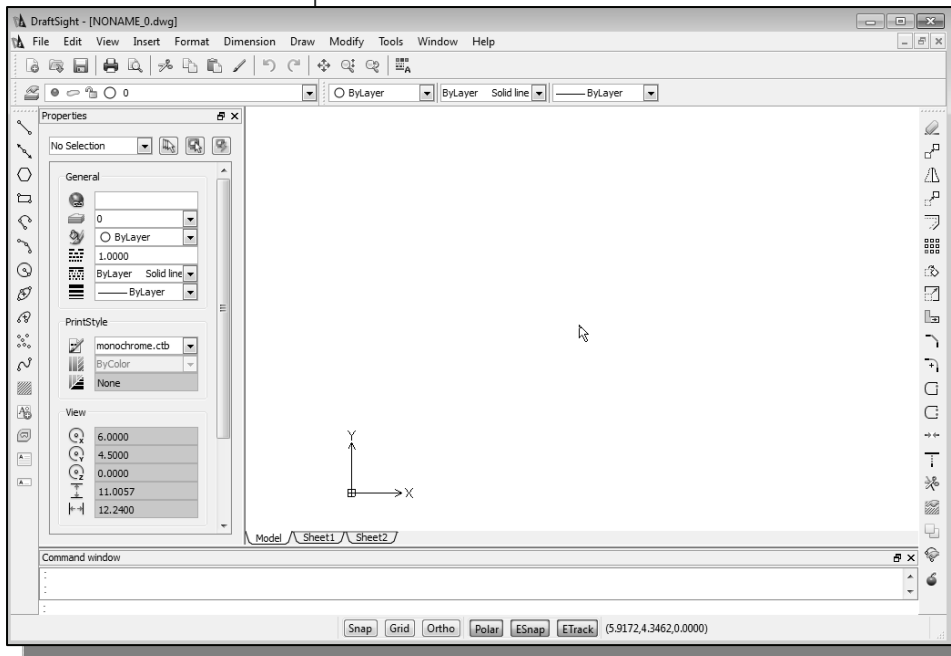 DraftSight - [NONAME_0.dwg]
File Edit View Insert Format Dimension Draw Modify Tools Window Help
A
0 ByLayer ByLayer Solid line ByLayer
Properties
No Selection
General
0
ByLayer
1.0000
ByLayer Solid line
ByLayer
PrintStyle
monochrome.ctb
ByColor
None
View
x 6.0000
Y 4.5000
z 0.0000
11.0057
12.2400
Y
X
Model Sheet1 Sheet2
Command window
:
:
:
Snap Grid Ortho Polar ESnap ETrack (5.9172,4.3462,0.0000)